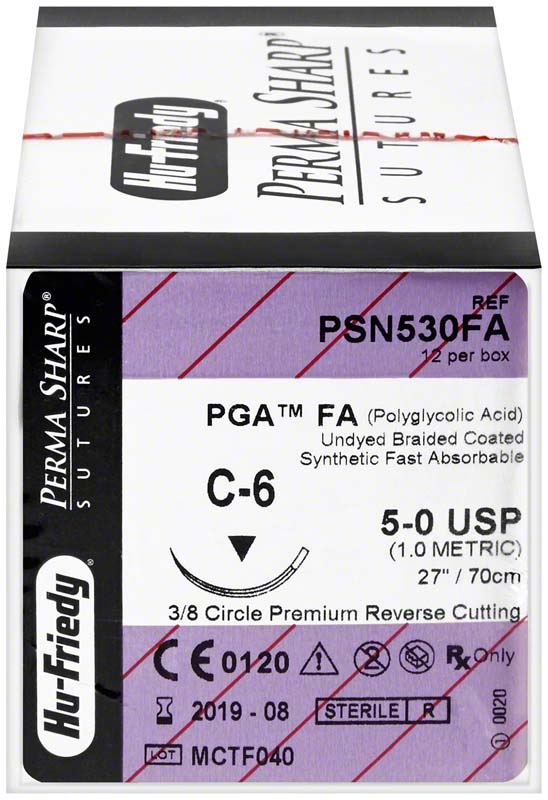 Hu-Friedy®
PERMA SHARP®
SUTURES
PERMA SHARP®
SUTURES
Hu-Friedy®
REF
PSN530FA
12 per box
PGA™ FA (Polyglycolic Acid)
Undyed Braided Coated
Synthetic Fast Absorbable
C-6
5-0 USP
(1.0 METRIC)
27" / 70cm
3/8 Circle Premium Reverse Cutting
CE 0120
2
Rx Only
2019 - 08
STERILE R
LOT MCTF040
0020